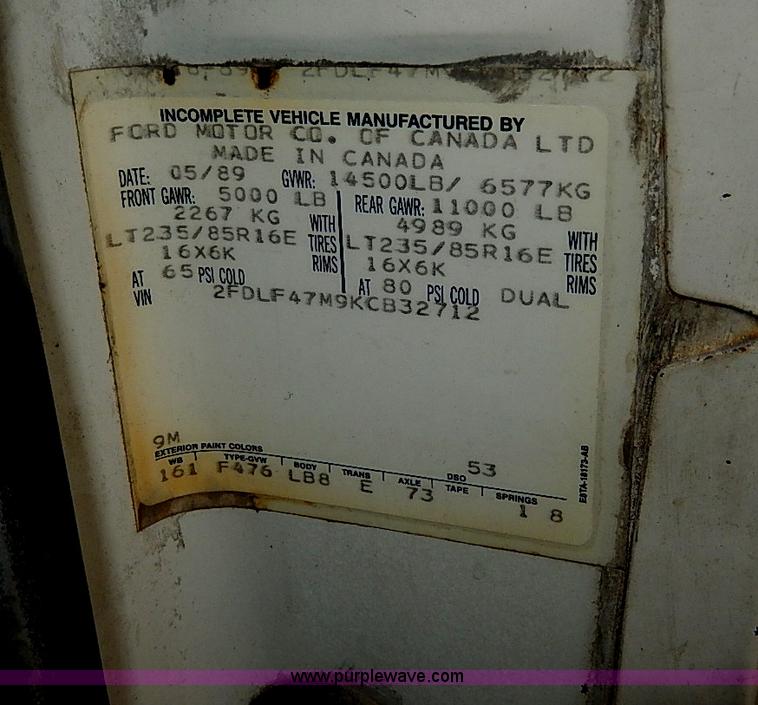 2FDLF47M
INCOMPLETE VEHICLE MANUFACTURED BY
FORD MOTOR CO. OF CANADA LTD
MADE IN CANADA
DATE: 05/89 GVWR: 14500LB/ 6577KG
FRONT GAWR: 5000 LB REAR GAWR: 11000 LB
2267 KG WITH 4989 KG WITH
LT235/85R16E TIRES LT235/85R16E TIRES
16X6K RIMS 16X6K RIMS
AT 65 PSI COLD AT 80 PSI COLD DUAL
VIN 2FDLF47M9KCB32712
9M
EXTERIOR PAINT COLORS DSO 53
WB TYPE-GVW BODY TRANS AXLE TAPE SPRINGS
161 F476 LB8 E 73 1 8
E8TA-18173-AB
www.purplewave.com